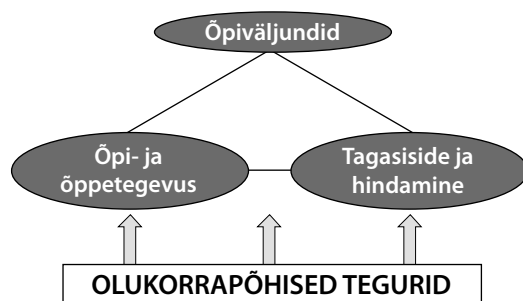 Õpiväljundid
Õpi- ja
õppetegevus
Tagasiside ja
hindamine
OLUKORRAPÕHISED TEGURID